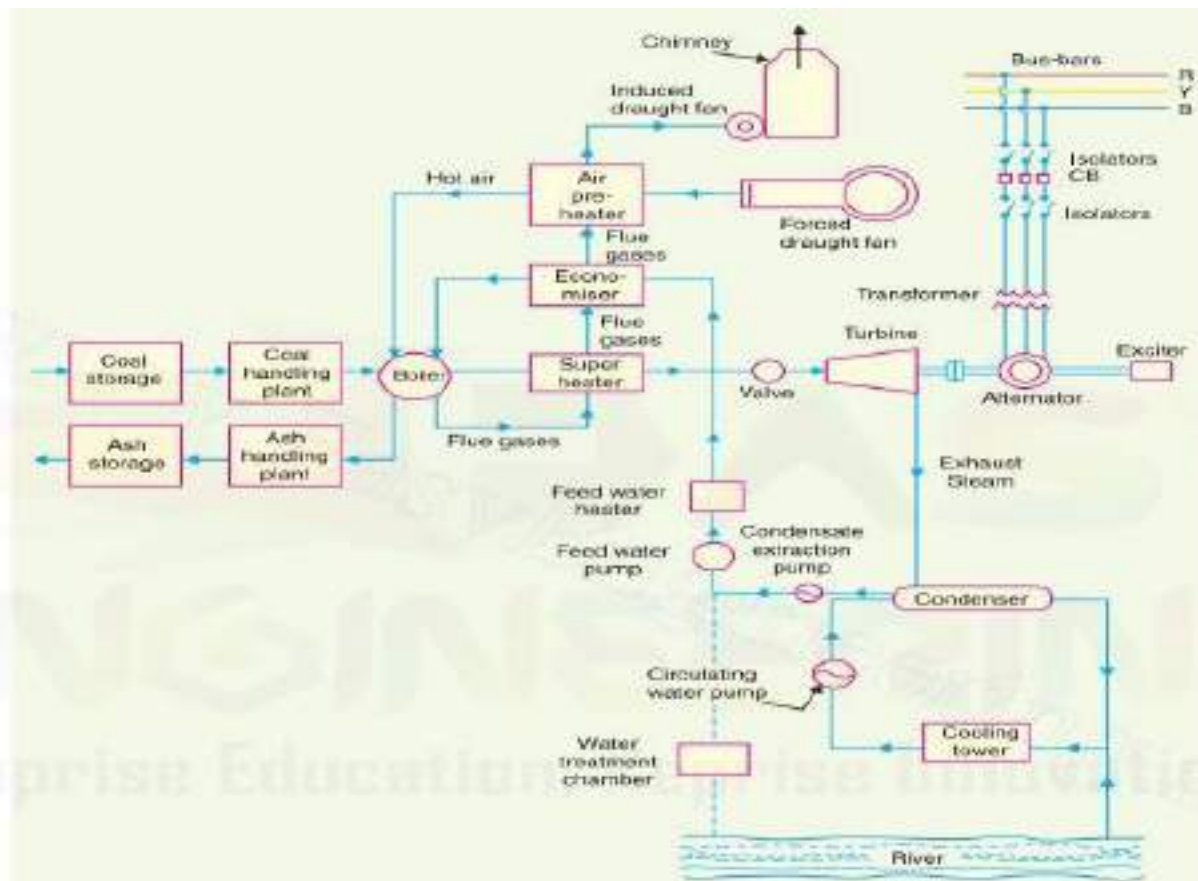 Chimney
Bus-bars
R
Y
B
Induced
draught fan
Isolators
CB
Hot air
Air
pre-
heater
Forced
draught fan
Isolators
Flue
gases
Econo-
miser
Transformer
Flue
gases
Turbine
Coal
storage
Coal
handling
plant
Boiler
Super
heater
Valve
Alternator
Exciter
Flue gases
Ash
storage
Ash
handling
plant
Exhaust
Steam
Feed water
heater
Condensate
extraction
pump
Feed water
pump
Condenser
Circulating
water pump
Cooling
tower
Water
treatment
chamber
River